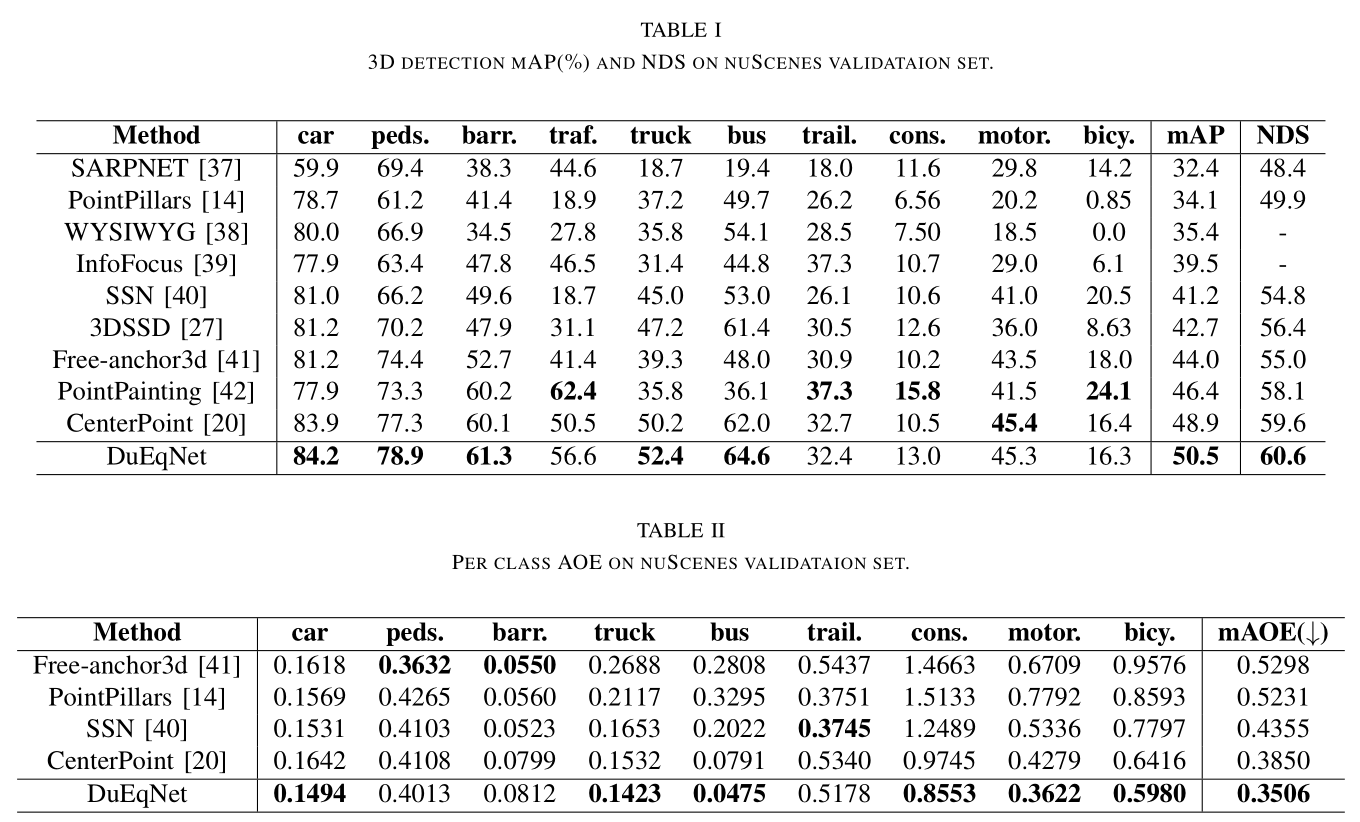 TABLE I
3D DETECTION MAP(%) AND NDS ON NUSCENES VALIDATAION SET.
Method car peds. barr. traf. truck bus trail. cons. motor. bicy. mAP NDS
SARPNET [37] 59.9 69.4 38.3 44.6 18.7 19.4 18.0 11.6 29.8 14.2 32.4 48.4
PointPillars [14] 78.7 61.2 41.4 18.9 37.2 49.7 26.2 6.56 20.2 0.85 34.1 49.9
WYSIWYG [38] 80.0 66.9 34.5 27.8 35.8 54.1 28.5 7.50 18.5 0.0 35.4 -
InfoFocus [39] 77.9 63.4 47.8 46.5 31.4 44.8 37.3 10.7 29.0 6.1 39.5 -
SSN [40] 81.0 66.2 49.6 18.7 45.0 53.0 26.1 10.6 41.0 20.5 41.2 54.8
3DSSD [27] 81.2 70.2 47.9 31.1 47.2 61.4 30.5 12.6 36.0 8.63 42.7 56.4
Free-anchor3d [41] 81.2 74.4 52.7 41.4 39.3 48.0 30.9 10.2 43.5 18.0 44.0 55.0
PointPainting [42] 77.9 73.3 60.2 62.4 35.8 36.1 37.3 15.8 41.5 24.1 46.4 58.1
CenterPoint [20] 83.9 77.3 60.1 50.5 50.2 62.0 32.7 10.5 45.4 16.4 48.9 59.6
DuEqNet 84.2 78.9 61.3 56.6 52.4 64.6 32.4 13.0 45.3 16.3 50.5 60.6
TABLE II
PER CLASS AOE ON NUSCENES VALIDATAION SET.
Method car peds. barr. truck bus trail. cons. motor. bicy. mAOE(↓)
Free-anchor3d [41] 0.1618 0.3632 0.0550 0.2688 0.2808 0.5437 1.4663 0.6709 0.9576 0.5298
PointPillars [14] 0.1569 0.4265 0.0560 0.2117 0.3295 0.3751 1.5133 0.7792 0.8593 0.5231
SSN [40] 0.1531 0.4103 0.0523 0.1653 0.2022 0.3745 1.2489 0.5336 0.7797 0.4355
CenterPoint [20] 0.1642 0.4108 0.0799 0.1532 0.0791 0.5340 0.9745 0.4279 0.6416 0.3850
DuEqNet 0.1494 0.4013 0.0812 0.1423 0.0475 0.5178 0.8553 0.3622 0.5980 0.3506